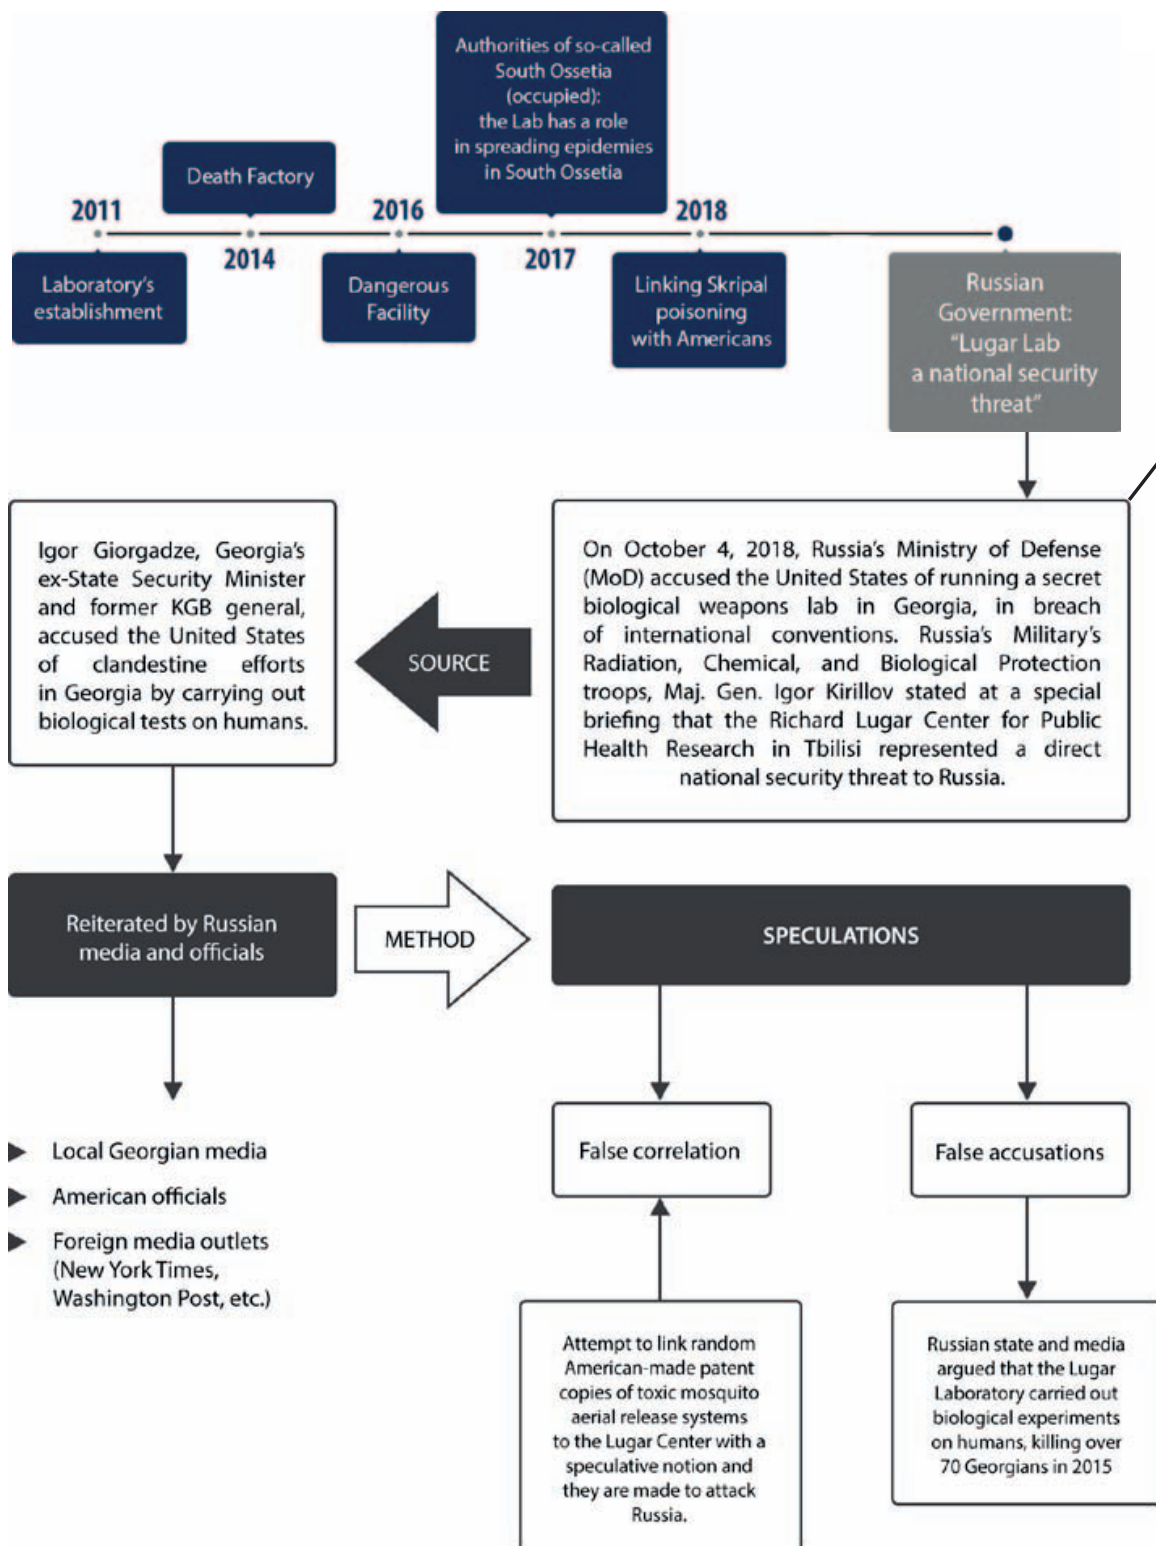 Authorities of so-called
South Ossetia
(occupied):
the Lab has a role
in spreading epidemies
in South Ossetia
Death Factory
2011
2016
2018
2014
2017
Laboratory's
establishment
Dangerous
Facility
Linking Skripal
poisoning
with Americans
Russian
Government:
"Lugar Lab
a national security
threat"
Igor Giorgadze, Georgia's
ex-State Security Minister
and former KGB general,
accused the United States
of clandestine efforts
in Georgia by carrying out
biological tests on humans.
SOURCE
On October 4, 2018, Russia's Ministry of Defense
(MoD) accused the United States of running a secret
biological weapons lab in Georgia, in breach
of international conventions. Russia's Military's
Radiation, Chemical, and Biological Protection
troops, Maj. Gen. Igor Kirillov stated at a special
briefing that the Richard Lugar Center for Public
Health Research in Tbilisi represented a direct
national security threat to Russia.
Reiterated by Russian
media and officials
METHOD
SPECULATIONS
Local Georgian media
American officials
Foreign media outlets
(New York Times,
Washington Post, etc.)
False correlation
False accusations
Attempt to link random
American-made patent
copies of toxic mosquito
aerial release systems
to the Lugar Center with a
speculative notion and
they are made to attack
Russia.
Russian state and media
argued that the Lugar
Laboratory carried out
biological experiments
on humans, killing over
70 Georgians in 2015